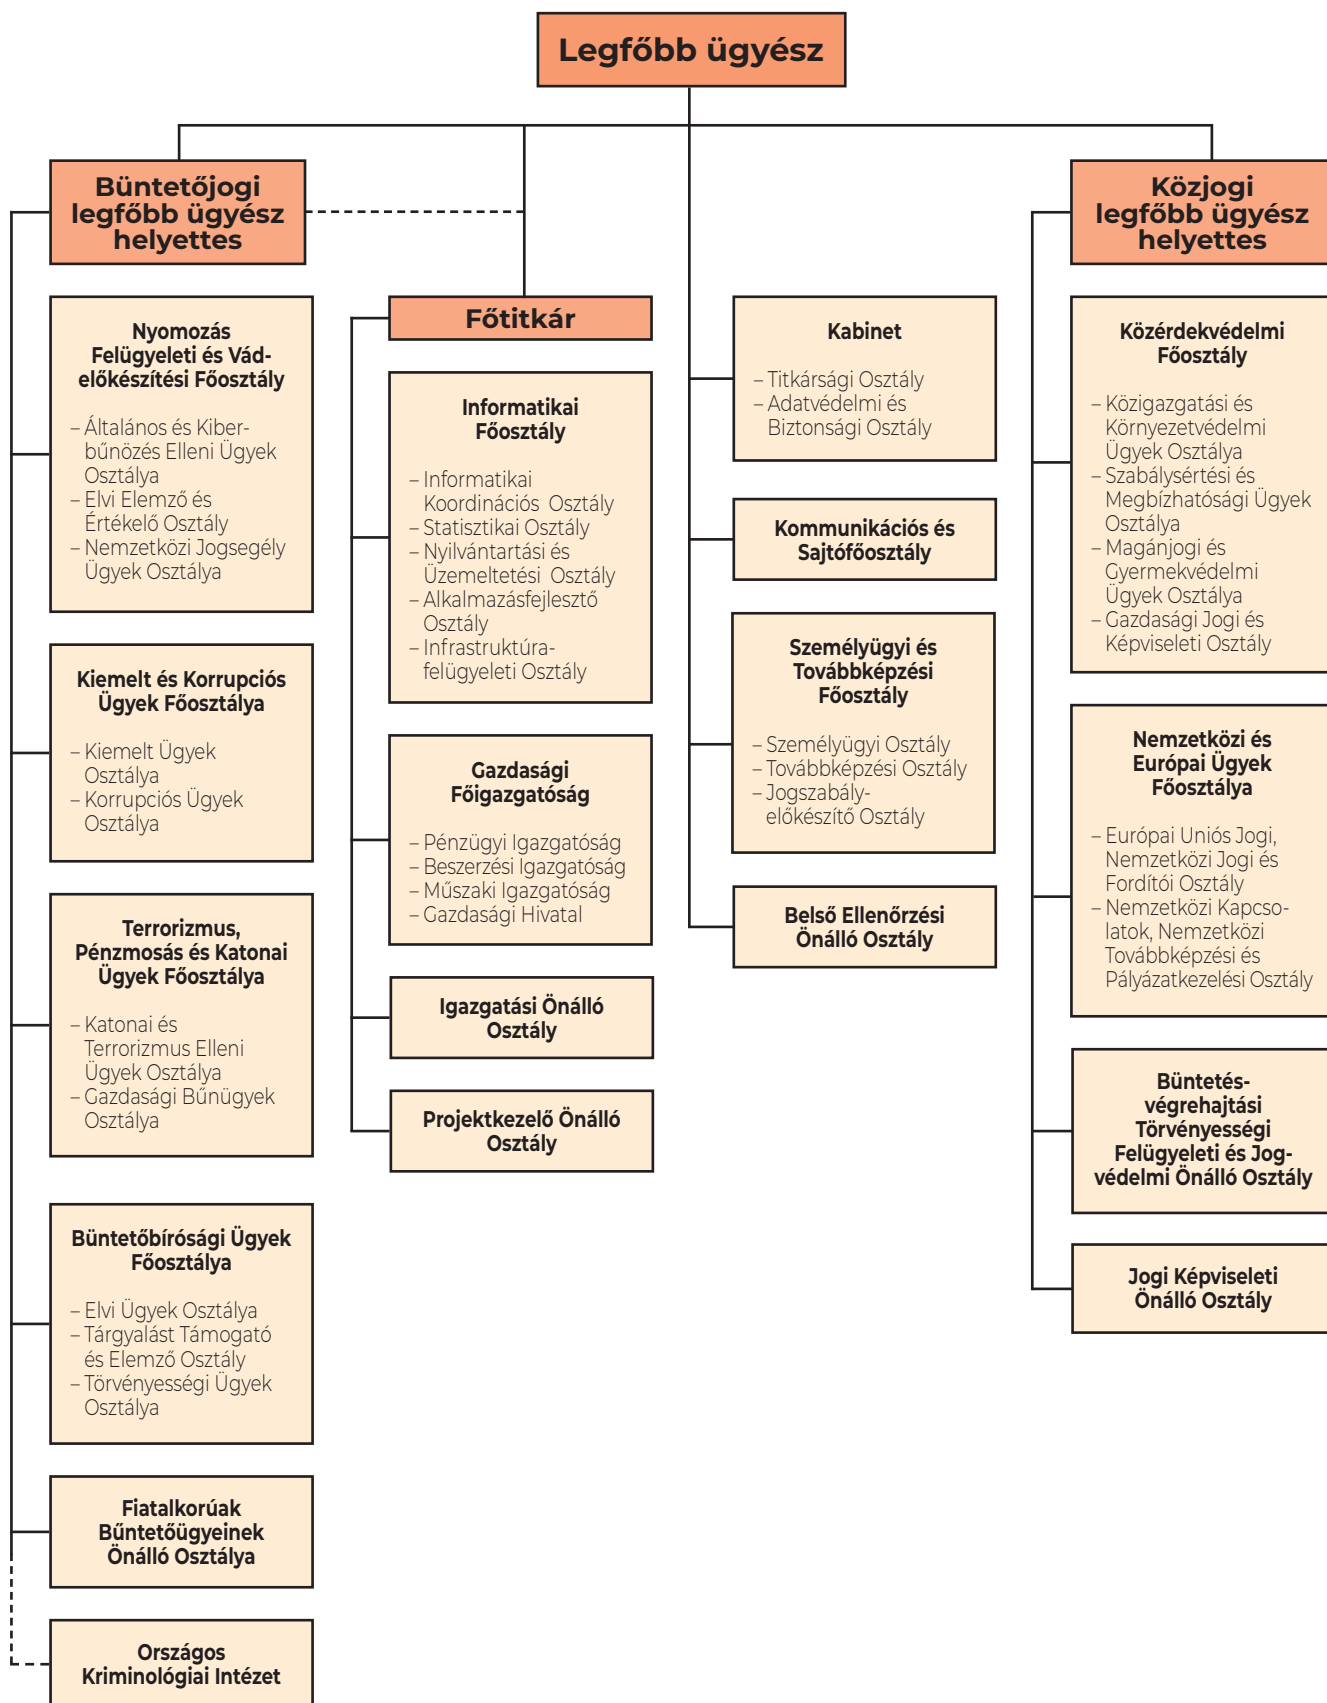 Legfőbb ügyész
Büntetőjogi
legfőbb ügyész
helyettes
Nyomozás
Felügyeleti és Vád-
előkészítési Főosztály
– Általános és Kiber-
bűnözés Elleni Ügyek
Osztálya
– Elvi Elemző és
Értékelő Osztály
– Nemzetközi Jogsegély
Ügyek Osztálya
Kiemelt és Korrupciós
Ügyek Főosztálya
– Kiemelt Ügyek
Osztálya
– Korrupciós Ügyek
Osztálya
Terrorizmus,
Pénzmosás és Katonai
Ügyek Főosztálya
– Katonai és
Terrorizmus Elleni
Ügyek Osztálya
– Gazdasági Bűnügyek
Osztálya
Büntetőbírósági Ügyek
Főosztálya
– Elvi Ügyek Osztálya
– Tárgyalást Támogató
és Elemző Osztály
– Törvényességi Ügyek
Osztálya
Fiatalkorúak
Bűntetőügyeinek
Önálló Osztálya
Országos
Kriminológiai Intézet
Főtitkár
Informatikai
Főosztály
– Informatikai
Koordinációs Osztály
– Statisztikai Osztály
– Nyilvántartási és
Üzemeltetési Osztály
– Alkalmazásfejlesztő
Osztály
– Infrastruktúra-
felügyeleti Osztály
Gazdasági
Főigazgatóság
– Pénzügyi Igazgatóság
– Beszerzési Igazgatóság
– Műszaki Igazgatóság
– Gazdasági Hivatal
Igazgatási Önálló
Osztály
Projektkezelő Önálló
Osztály
Kabinet
– Titkársági Osztály
– Adatvédelmi és
Biztonsági Osztály
Kommunikációs és
Sajtófőosztály
Személyügyi és
Továbbképzési
Főosztály
– Személyügyi Osztály
– Továbbképzési Osztály
– Jogszabály-
előkészítő Osztály
Belső Ellenőrzési
Önálló Osztály
Közjogi
legfőbb ügyész
helyettes
Közérdekvédelmi
Főosztály
– Közigazgatási és
Környezetvédelmi
Ügyek Osztálya
– Szabálysértési és
Megbízhatósági Ügyek
Osztálya
– Magánjogi és
Gyermekvédelmi
Ügyek Osztálya
– Gazdasági Jogi és
Képviseleti Osztály
Nemzetközi és
Európai Ügyek
Főosztálya
– Európai Uniós Jogi,
Nemzetközi Jogi és
Fordítói Osztály
– Nemzetközi Kapcso-
latok, Nemzetközi
Továbbképzési és
Pályázatkezelési Osztály
Büntetés-
végrehajtási
Törvényességi
Felügyeleti és Jog-
védelmi Önálló Osztály
Jogi Képviseleti
Önálló Osztály